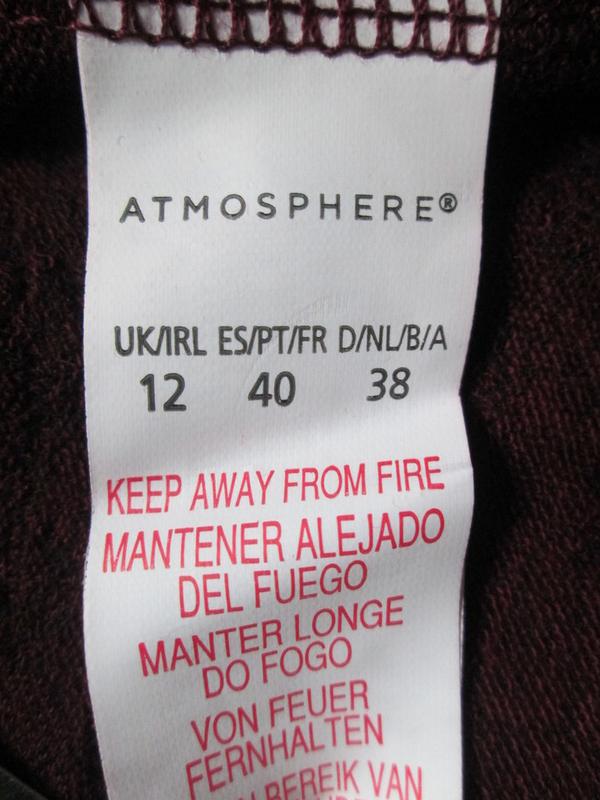 ATMOSPHERE®
UK/IRL ES/PT/FR D/NL/B/A
12 40 38
KEEP AWAY FROM FIRE
MANTENER ALEJADO
DEL FUEGO
MANTER LONGE
DO FOGO
VON FEUER
FERNHALTEN
BEREIK VAN